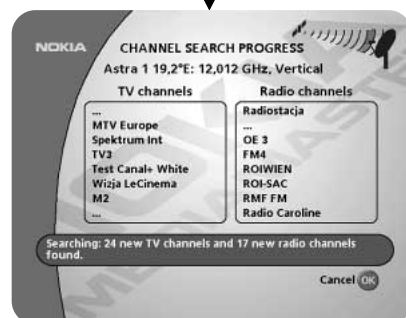 NOKIA
CHANNEL SEARCH PROGRESS
Astra 1 19,2°E: 12,012 GHz, Vertical
TV channels
...
MTV Europe
Spektrum Int
TV3
Test Canal+ White
Wizja LeCinema
M2
...
Radio channels
Radiostacja
...
OE 3
FM4
ROIWIEN
ROI-SAC
RMF FM
Radio Caroline
Searching: 24 new TV channels and 17 new radio channels
found.
Cancel OK